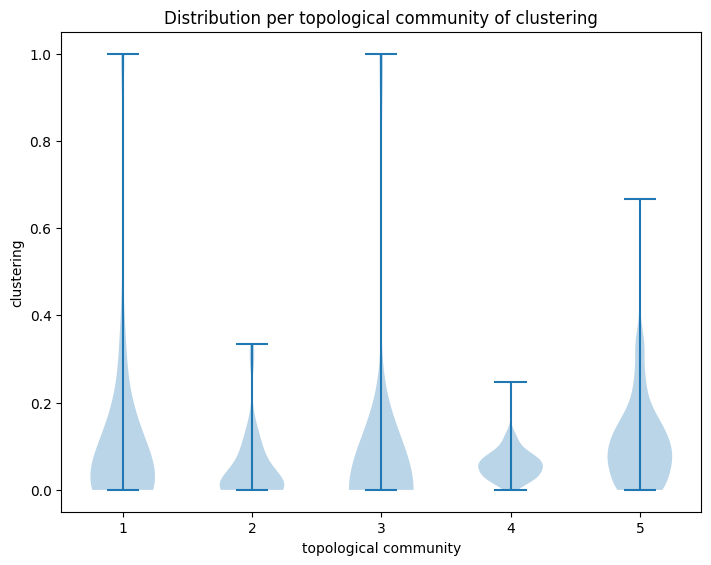 Distribution per topological community of clustering
1.0
0.8
0.6
0.4
0.2
0.0
clustering
1 2 3 4 5
topological community